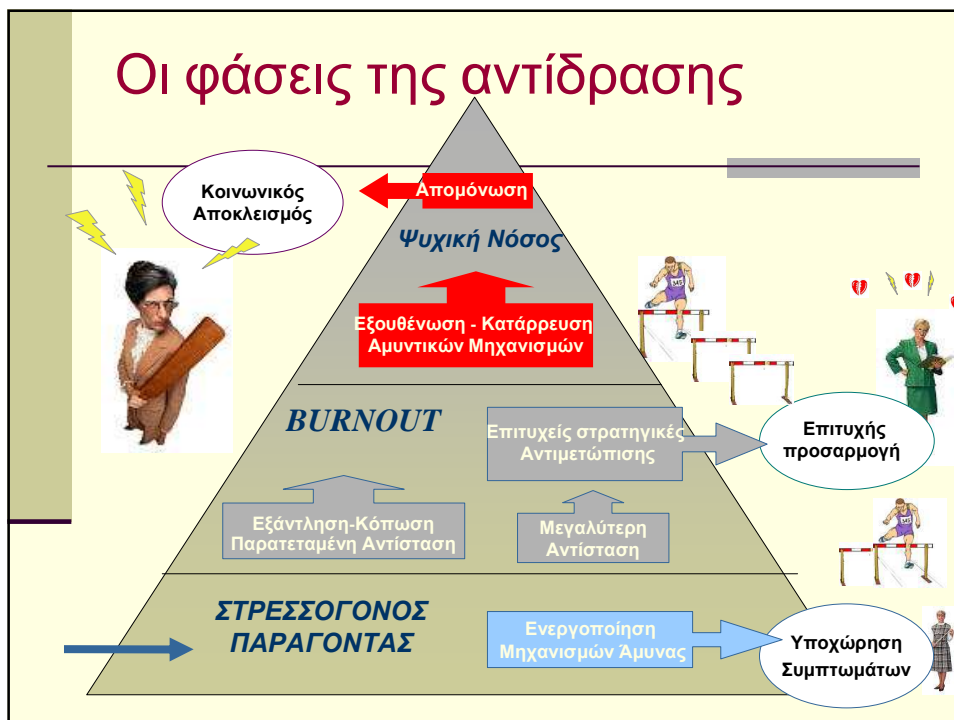 Οι φάσεις της αντίδρασης
Κοινωνικός
Αποκλεισμός
Απομόνωση
Ψυχική Νόσος
Εξουθένωση - Κατάρρευση
Αμυντικών Μηχανισμών
BURNOUT
Επιτυχείς στρατηγικές
Αντιμετώπισης
Επιτυχής
προσαρμογή
Εξάντληση-Κόπωση
Παρατεταμένη Αντίσταση
Μεγαλύτερη
Αντίσταση
ΣΤΡΕΣΣΟΓΟΝΟΣ
ΠΑΡΑΓΟΝΤΑΣ
Ενεργοποίηση
Μηχανισμών Άμυνας
Υποχώρηση
Συμπτωμάτων